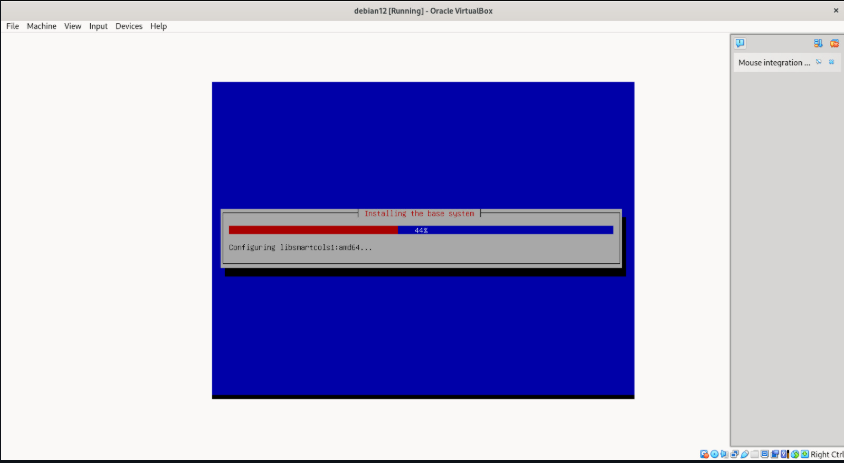 debian12 [Running] - Oracle VirtualBox
File Machine View Input Devices Help
Mouse integration ...
Installing the base system
44%
Configuring libsmartcols1:amd64...
Right Ctrl